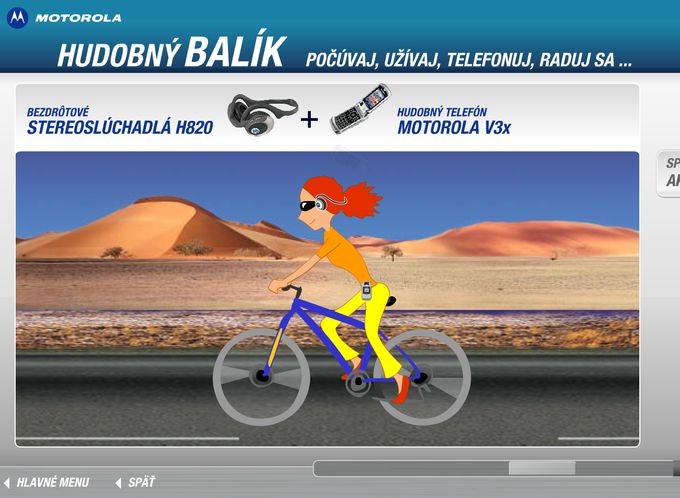 MOTOROLA
HUDOBNÝ BALÍK POČÚVAJ, UŽÍVAJ, TELEFONUJ, RADUJ SA ...
BEZDRÔTOVÉ
STEREOSLÚCHADLÁ H820
+
HUDOBNÝ TELEFÓN
MOTOROLA V3x
HLAVNÉ MENU
SPÄŤ